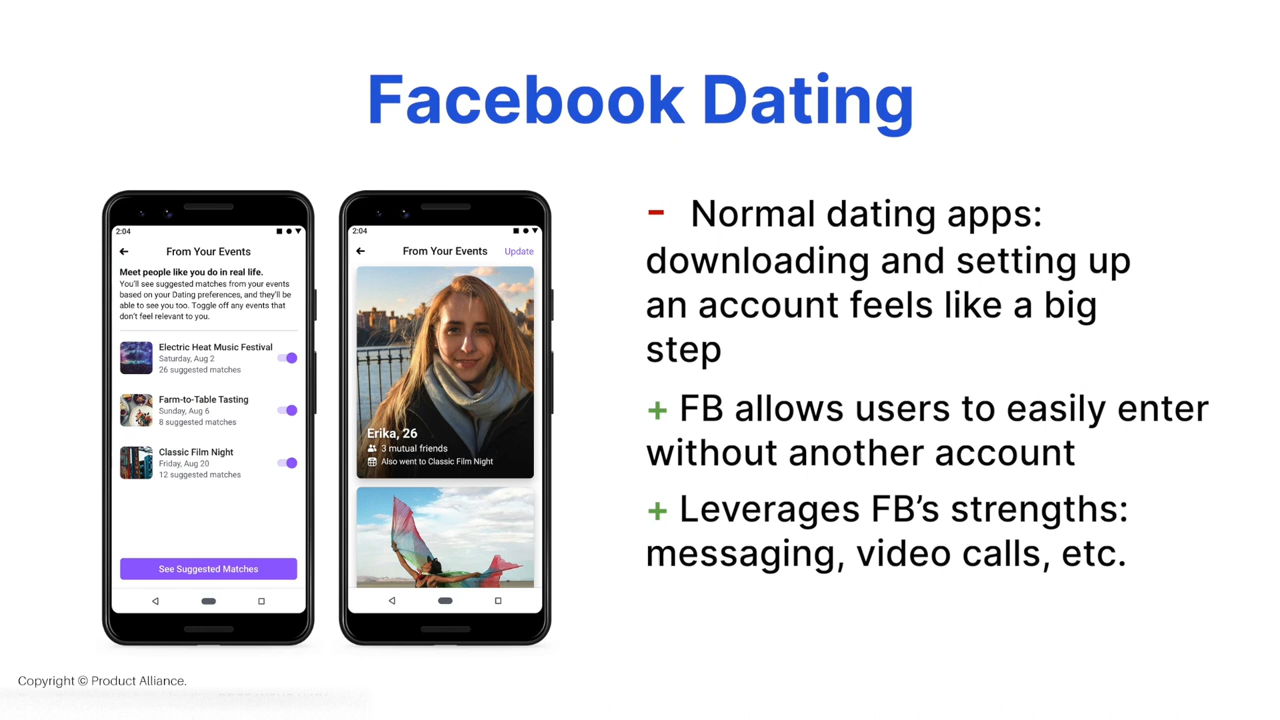 Facebook Dating
2:04
From Your Events
Meet people like you do in real life.
You'll see suggested matches from your events
based on your Dating preferences, and they'll be
able to see you too. Toggle off any events that
don't feel relevant to you.
Electric Heat Music Festival
Saturday, Aug 2
26 suggested matches
Farm-to-Table Tasting
Sunday, Aug 6
8 suggested matches
Classic Film Night
Friday, Aug 20
12 suggested matches
See Suggested Matches
2:04
From Your Events Update
Erika, 26
3 mutual friends
Also went to Classic Film Night
- Normal dating apps:
downloading and setting up
an account feels like a big
step
+ FB allows users to easily enter
without another account
+ Leverages FB's strengths:
messaging, video calls, etc.
Copyright © Product Alliance.